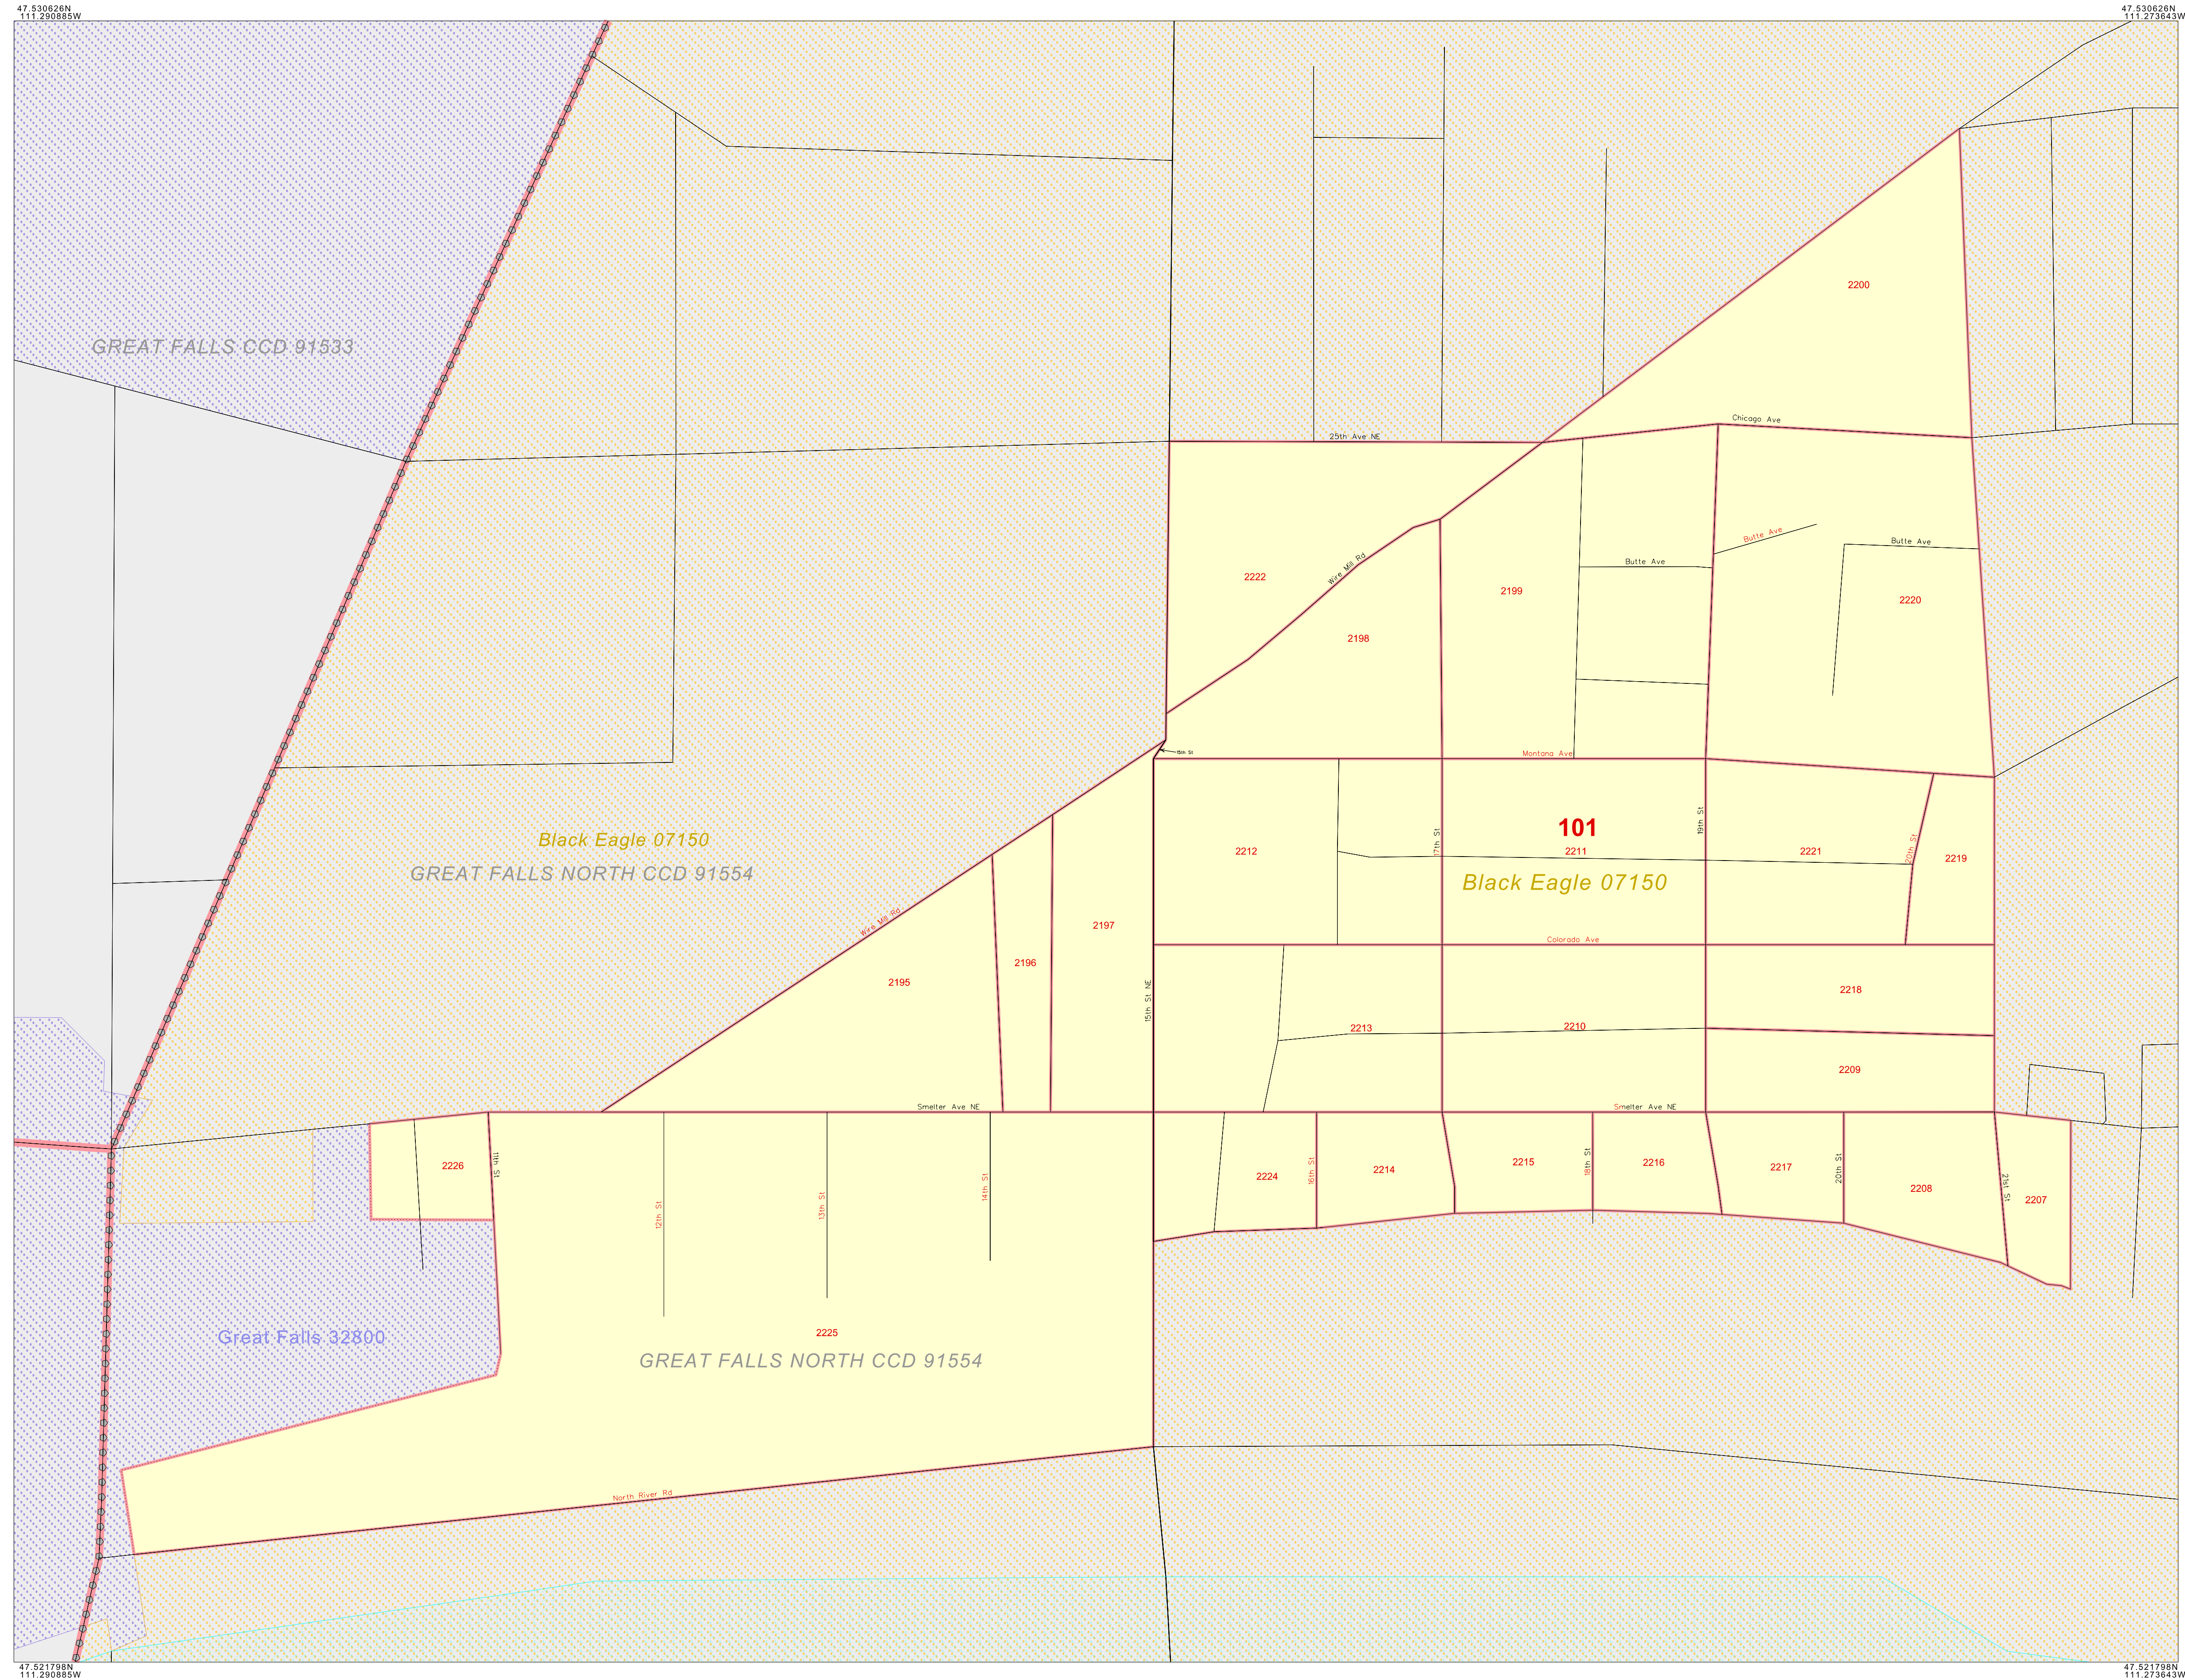 47.530626N
111.290885W
47.530626N
111.273643W
2200
GREAT FALLS CCD 91533
Chicago Ave
25th Ave NE
Butte Ave
Butte Ave
Wire Mill Rd
Butte Ave
2222
2199
2220
2198
15th St
Montana Ave
101
Black Eagle 07150
17th St
19th St
20th St
2212
2211
2221
2219
GREAT FALLS NORTH CCD 91554
Black Eagle 07150
Wire Mill Rd
2197
Colorado Ave
2196
2195
2218
15th St NE
2213
2210
2209
Smelter Ave NE
Smelter Ave NE
2226
11th St
2215
2216
2217
2214
2224
16th St
18th St
20th St
2208
21st St
2207
12th St
13th St
14th St
2225
Great Falls 32800
GREAT FALLS NORTH CCD 91554
North River Rd
47.521798N
111.290885W
47.521798N
111.273643W